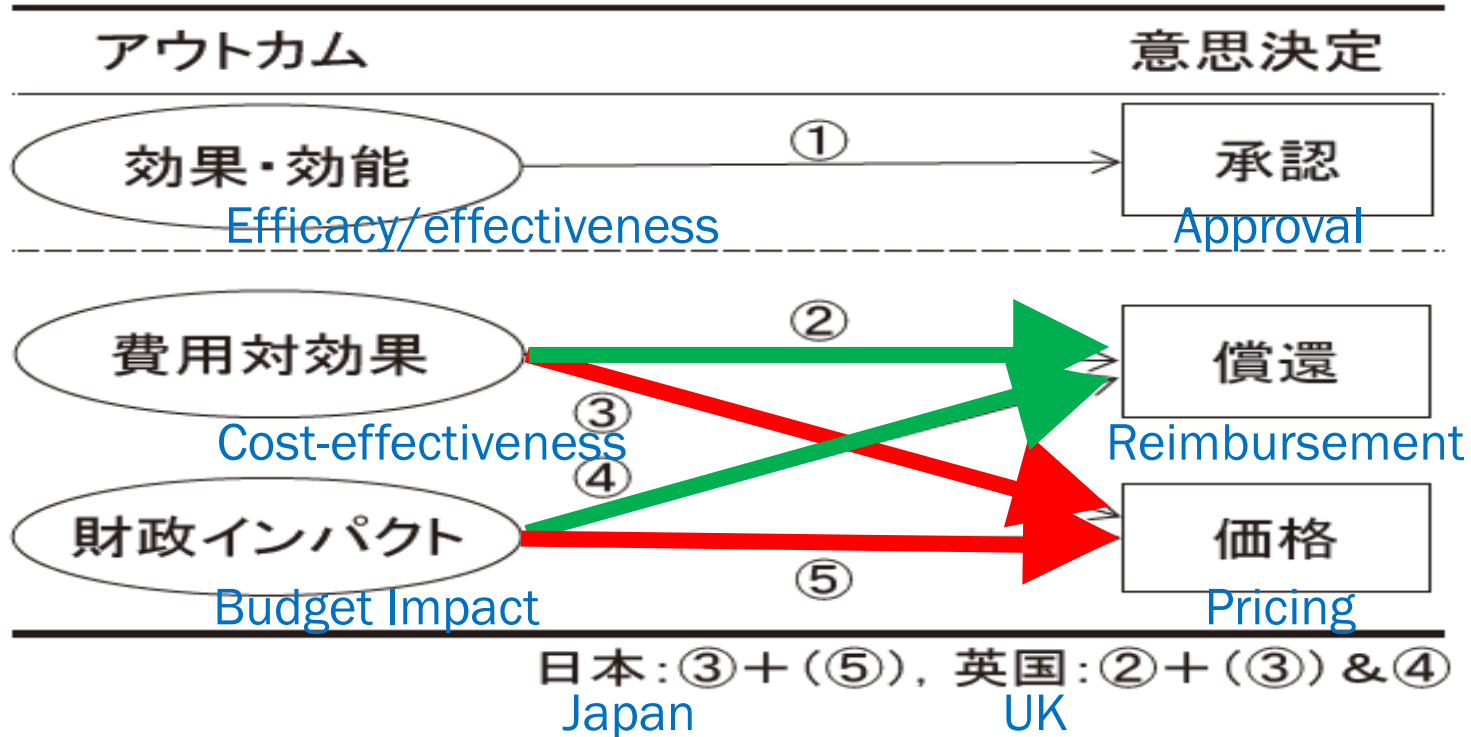 アウトカム 意思決定
①
効果・効能 承認
Efficacy/effectiveness Approval
②
費用対効果 償還
③
Cost-effectiveness Reimbursement
④
財政インパクト 価格
⑤
Budget Impact Pricing
日本:③+(⑤), 英国:②+(③)&④
Japan UK